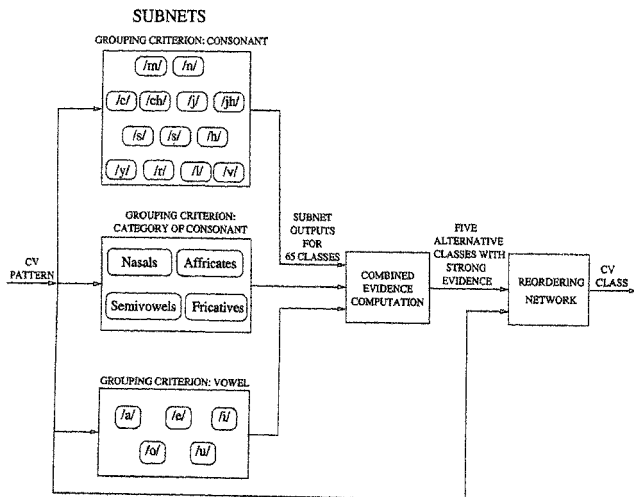 SUBNETS
GROUPING CRITERION: CONSONANT
/m/ /n/
/c/ /ch/ /j/ /jh/
/s/ /s/ /h/
/y/ /r/ /l/ /v/
GROUPING CRITERION:
CATEGORY OF CONSONANT
Nasals Affricates
Semivowels Fricatives
GROUPING CRITERION: VOWEL
/a/ /e/ /i/
/o/ /u/
CV
PATTERN
SUBNET
OUTPUTS
FOR
65 CLASSES
COMBINED
EVIDENCE
COMPUTATION
FIVE
ALTERNATIVE
CLASSES WITH
STRONG
EVIDENCE
REORDERING
NETWORK
CV
CLASS